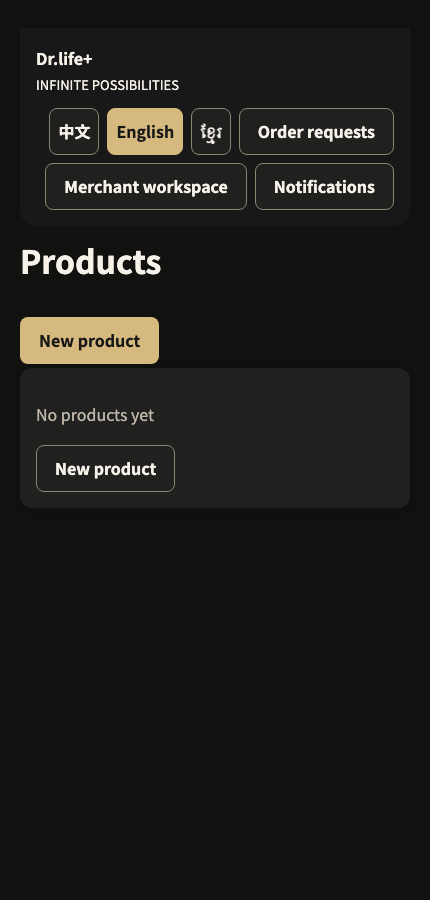 Dr.life+
INFINITE POSSIBILITIES
中文 English ខ្មែរ Order requests
Merchant workspace Notifications
Products
New product
No products yet
New product